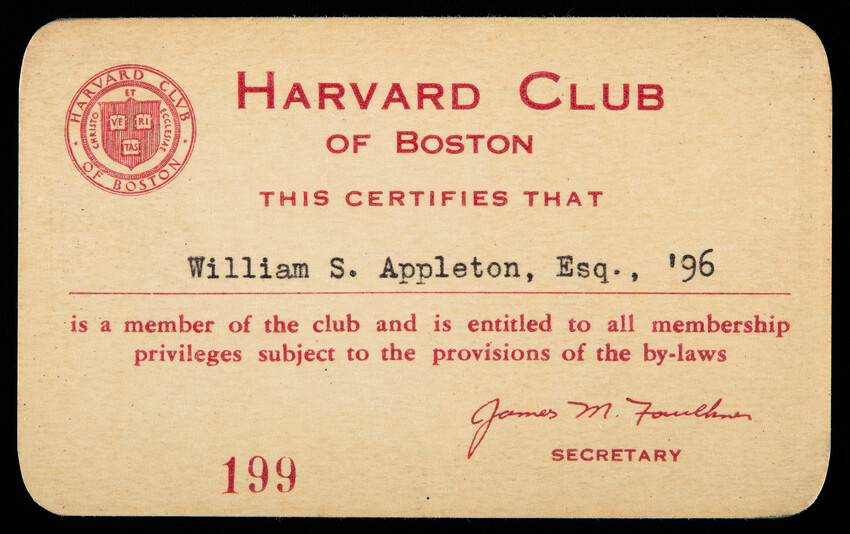 HARVARD CLVB
OF BOSTON
CHRISTO ET ECCLESIAE
VE RI
TAS
HARVARD CLUB
OF BOSTON
THIS CERTIFIES THAT
William S. Appleton, Esq., '96
is a member of the club and is entitled to all membership
privileges subject to the provisions of the by-laws
James M. Faulkner
SECRETARY
199